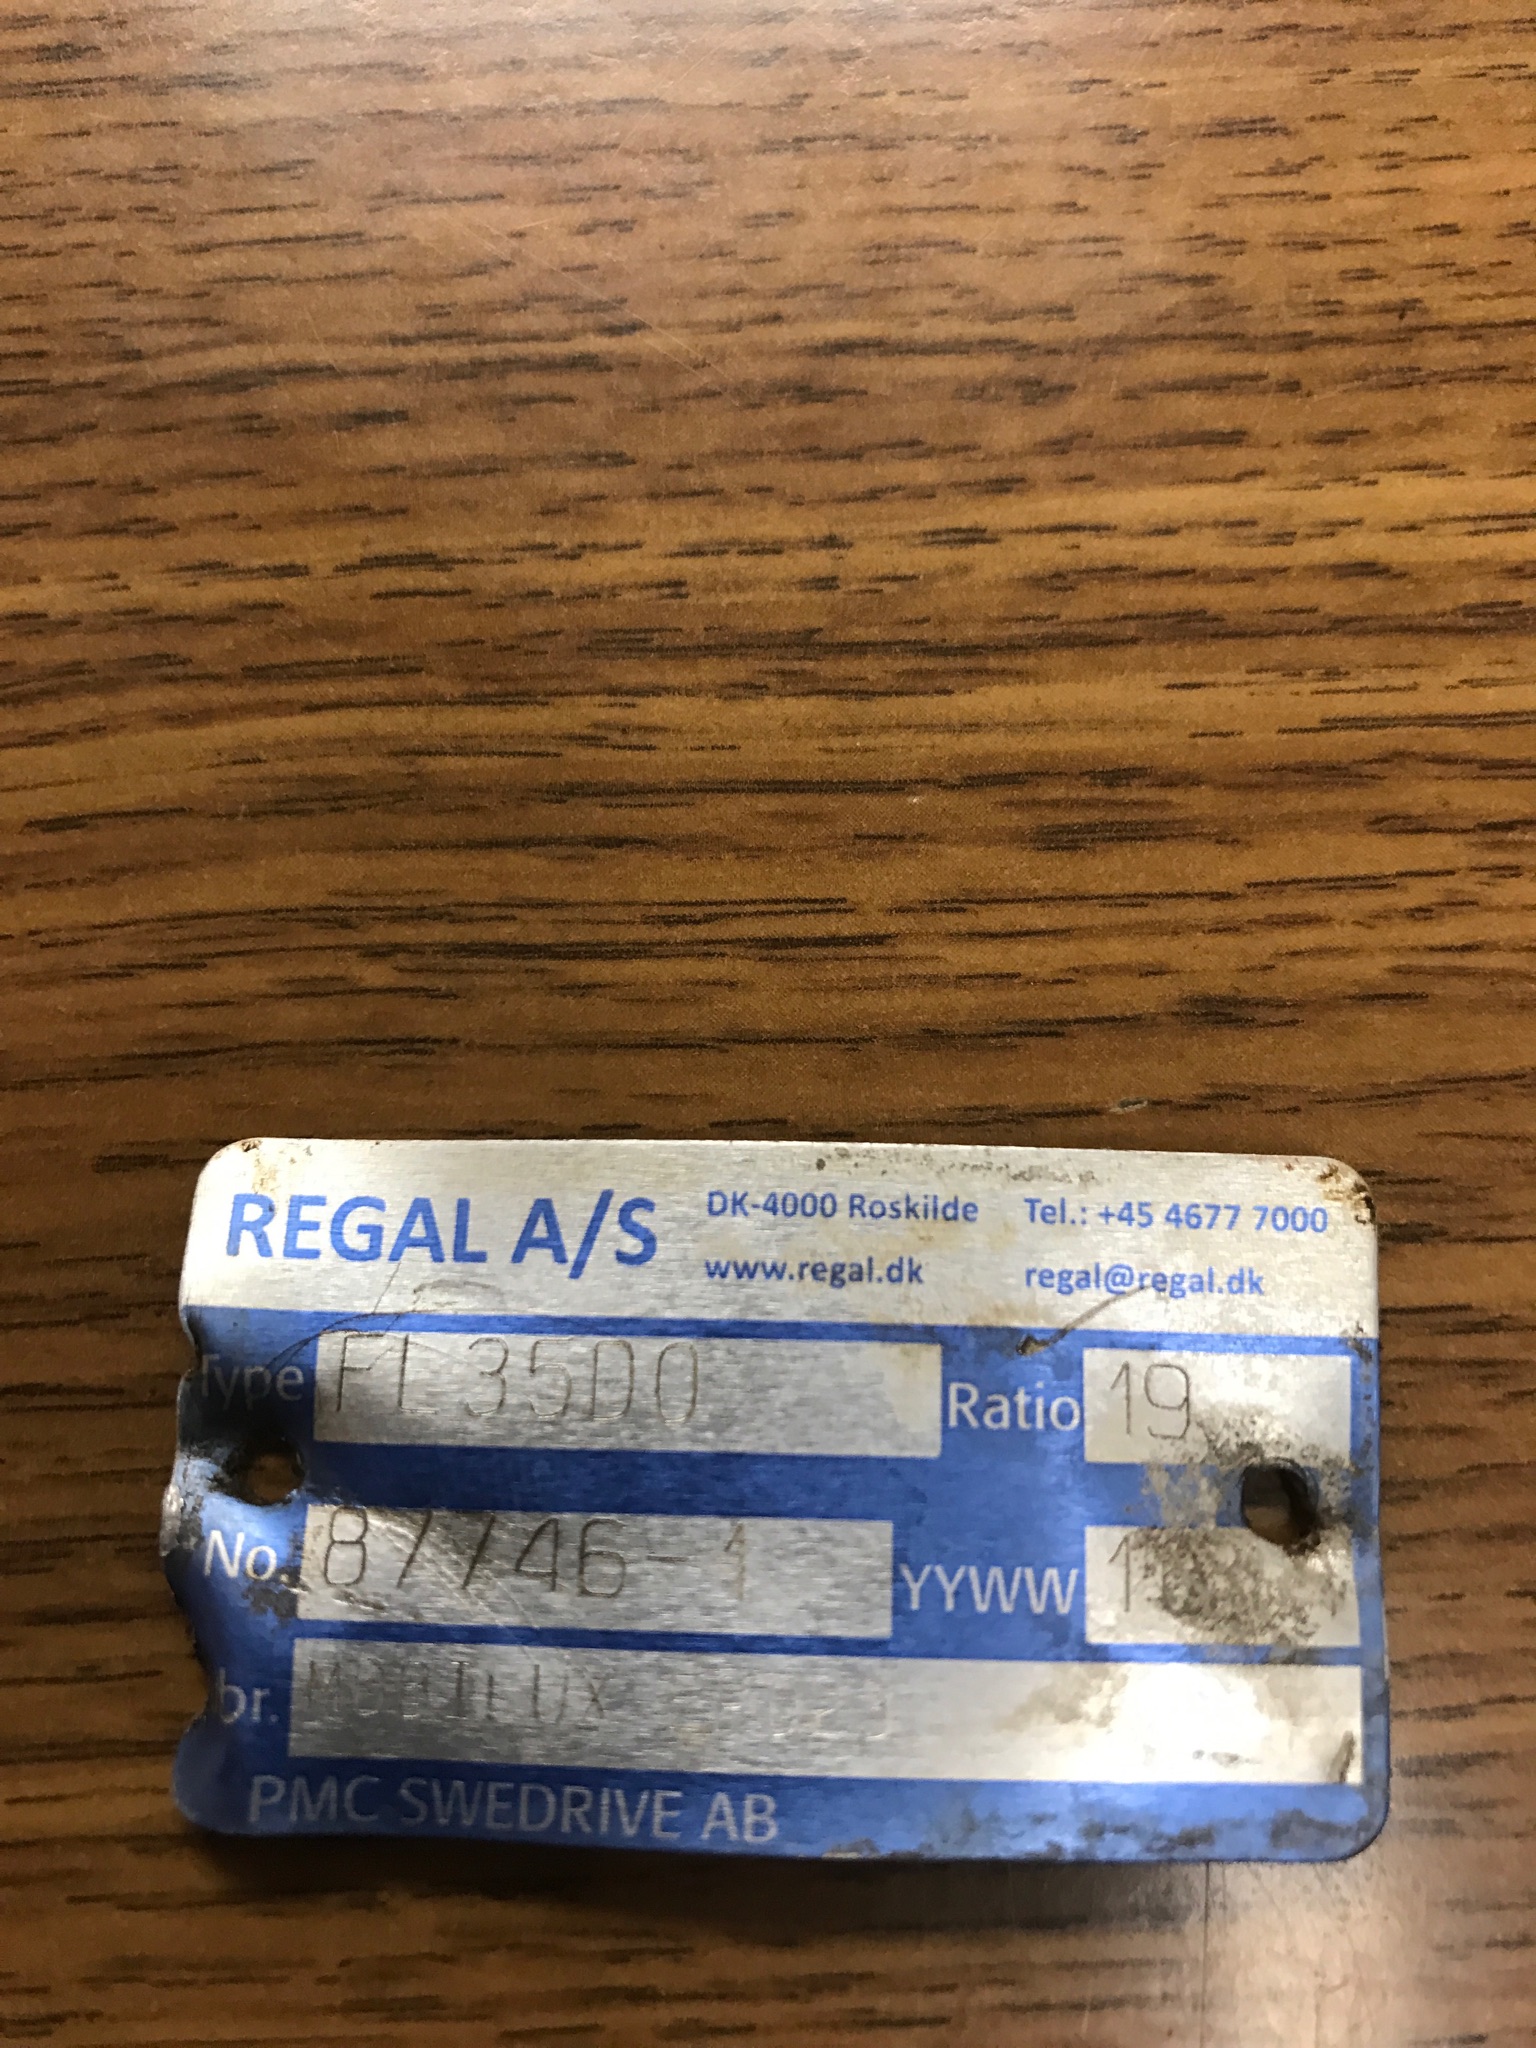 REGAL A/S DK-4000 Roskilde Tel.: +45 4677 7000
www.regal.dk regal@regal.dk
Type FL35D0 Ratio 19
No. 87746-1 YYWW
br.
PMC SWEDRIVE AB